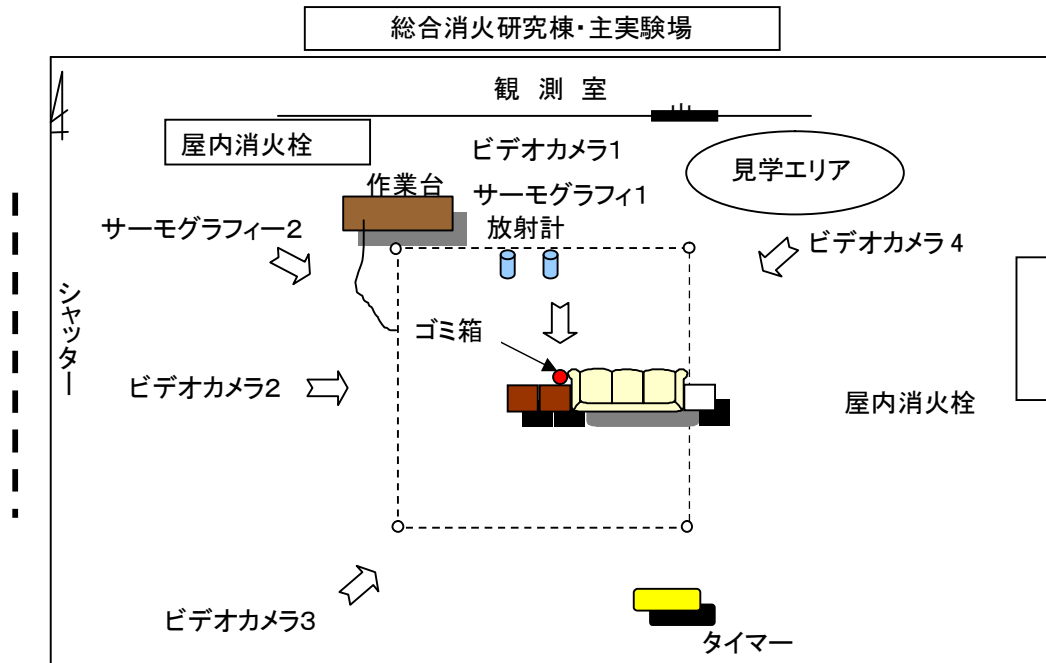 総合消火研究棟・主実験場
観 測 室
屋内消火栓
ビデオカメラ1
見学エリア
作業台
サーモグラフィ1
サーモグラフィー2
放射計
ビデオカメラ 4
シャッター
ゴミ箱
ビデオカメラ2
屋内消火栓
ビデオカメラ3
タイマー